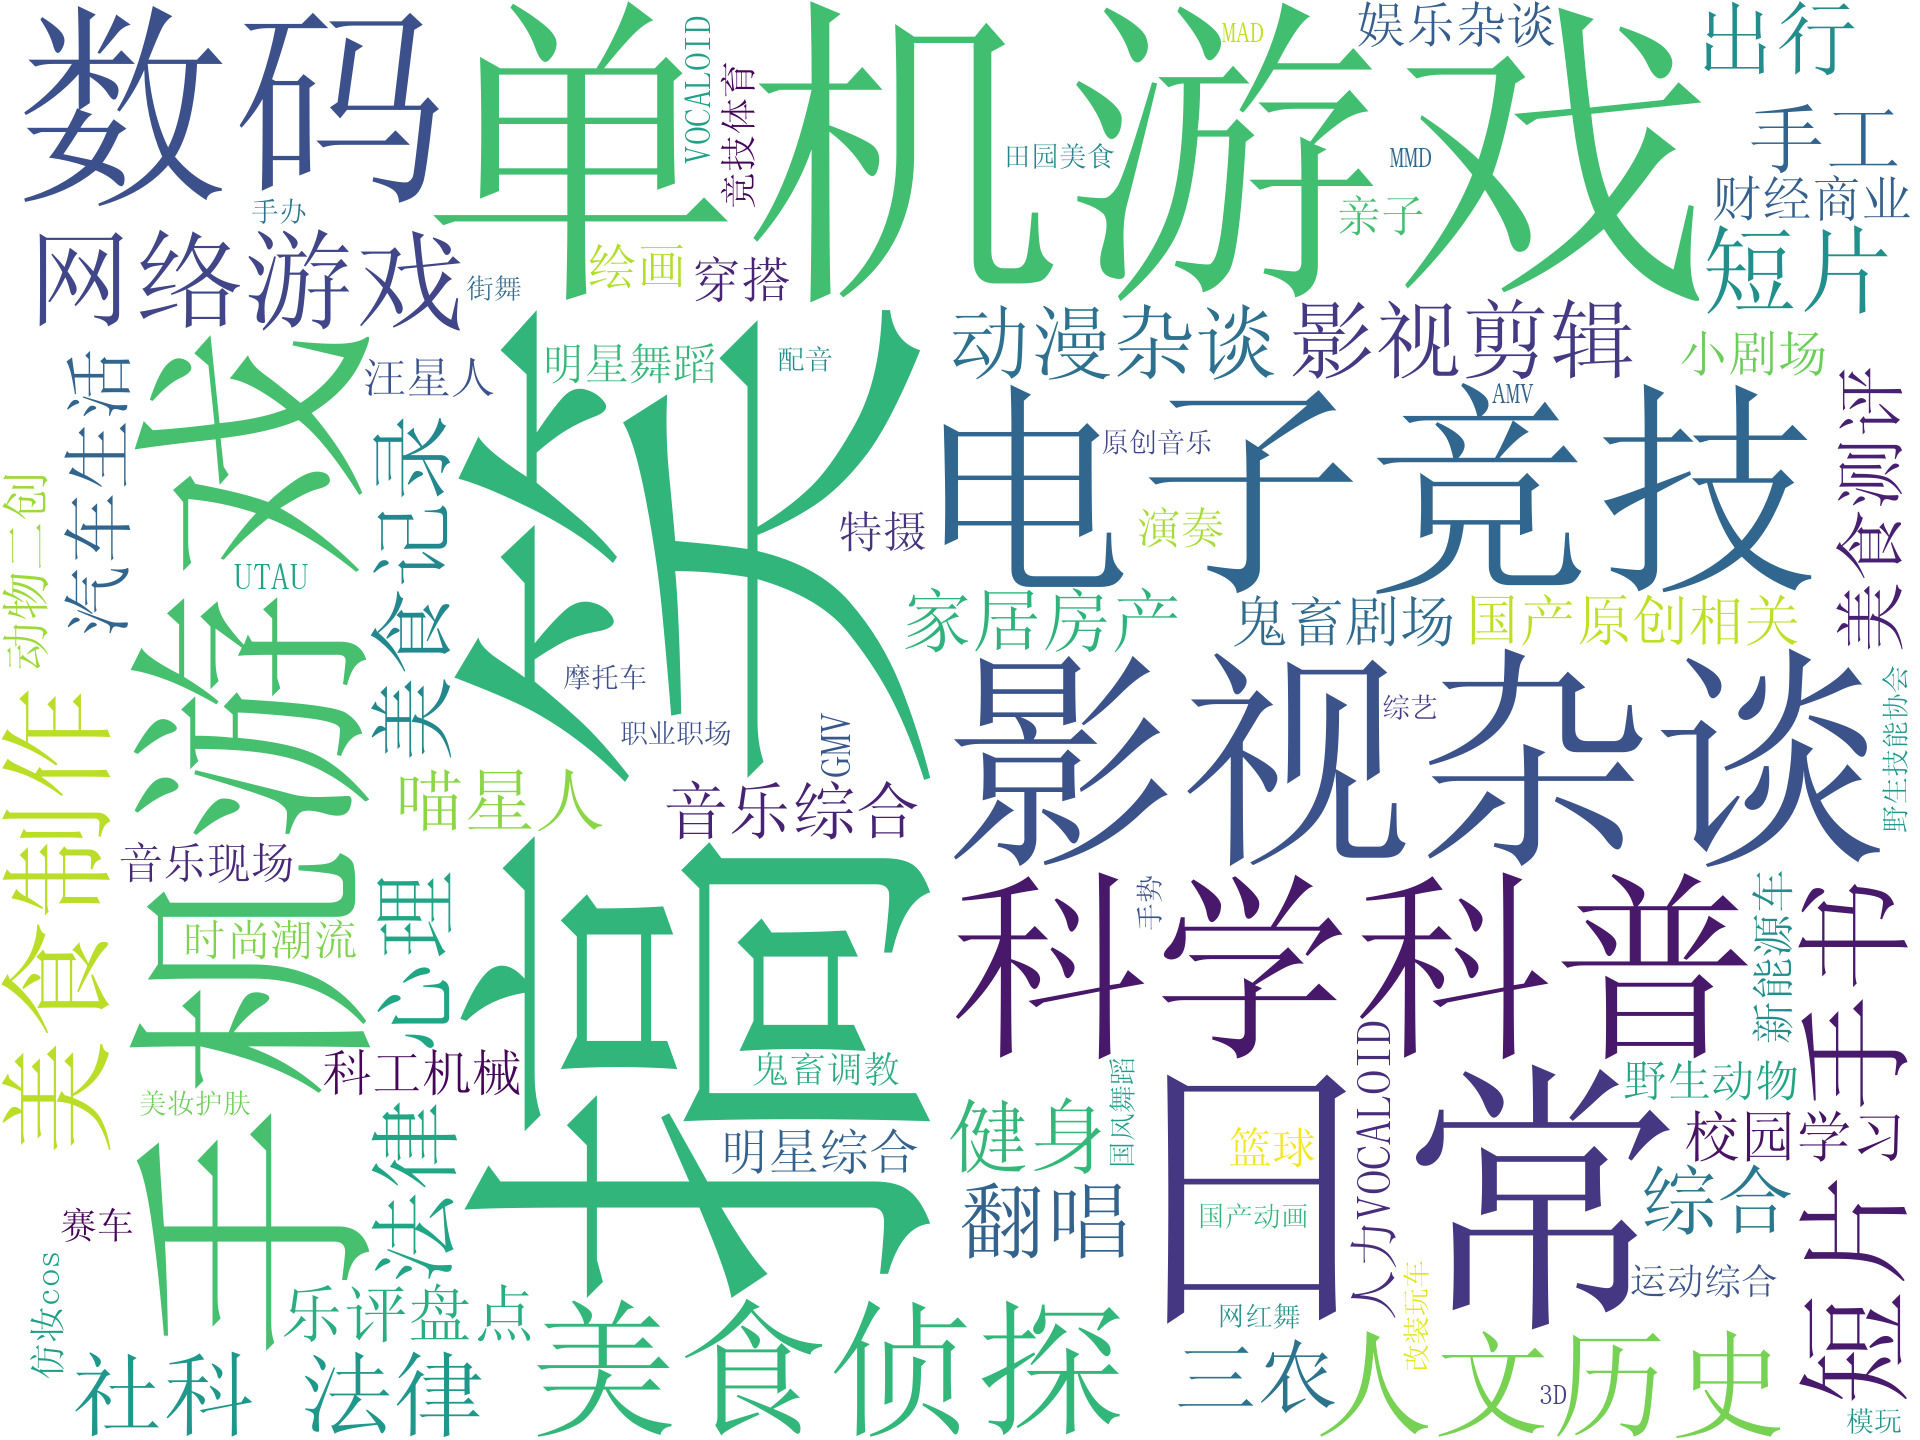 数码
单机游戏
VOCALOID
竞技体育
MAD
娱乐杂谈
出行
手工
田园美食
MMD
亲子
财经商业
手办
网络游戏
街舞
绘画
穿搭
短片
动漫杂谈
影视剪辑
小剧场
汽车生活
手机游戏
汪星人
明星舞蹈
配音
搞笑
电子竞技
AMV
原创音乐
美食测评
动物二创
美食记录
UTAU
特摄
演奏
家居房产
鬼畜剧场
国产原创相关
摩托车
职业职场
GMV
影视杂谈
综艺
野生技能协会
美食制作
喵星人
音乐综合
音乐现场
时尚潮流
心理
科学科普
手势
新能源车
手书
科工机械
美妆护肤
鬼畜调教
国风舞蹈
人力VOCALOID
日常
野生动物
校园学习
健身
明星综合
篮球
法律
翻唱
国产动画
综合
短片
赛车
仿妆cos
乐评盘点
美食侦探
网红舞
改装玩车
运动综合
社科
法律
三农
人文历史
3D
模玩